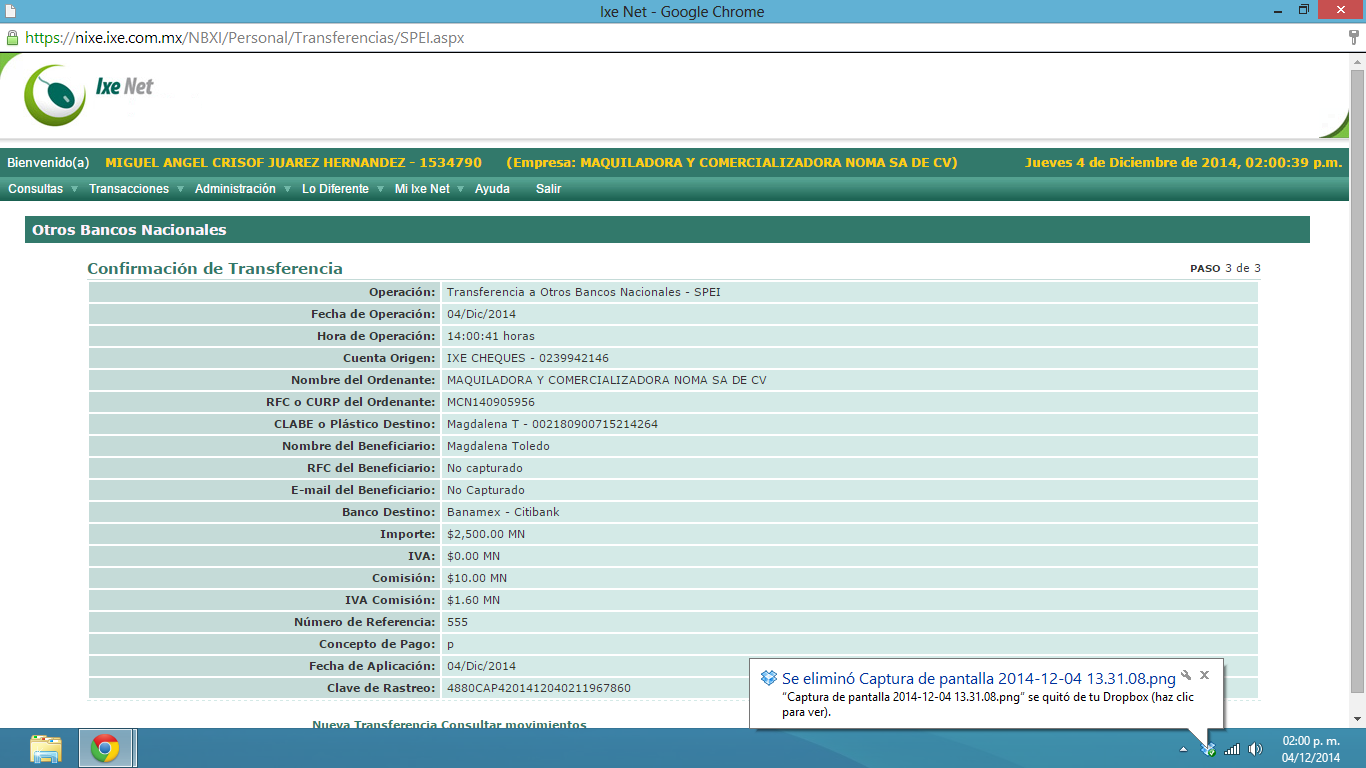 Ixe Net - Google Chrome
https://nixe.ixe.com.mx/NBXI/Personal/Transferencias/SPEI.aspx
Ixe Net
Bienvenido(a) MIGUEL ANGEL CRISOF JUAREZ HERNANDEZ - 1534790 (Empresa: MAQUILADORA Y COMERCIALIZADORA NOMA SA DE CV) Jueves 4 de Diciembre de 2014, 02:00:39 p.m.
Consultas Transacciones Administración Lo Diferente Mi Ixe Net Ayuda Salir
Otros Bancos Nacionales
Confirmación de Transferencia PASO 3 de 3
Operación: Transferencia a Otros Bancos Nacionales - SPEI
Fecha de Operación: 04/Dic/2014
Hora de Operación: 14:00:41 horas
Cuenta Origen: IXE CHEQUES - 0239942146
Nombre del Ordenante: MAQUILADORA Y COMERCIALIZADORA NOMA SA DE CV
RFC o CURP del Ordenante: MCN140905956
CLABE o Plástico Destino: Magdalena T - 002180900715214264
Nombre del Beneficiario: Magdalena Toledo
RFC del Beneficiario: No capturado
E-mail del Beneficiario: No Capturado
Banco Destino: Banamex - Citibank
Importe: $2,500.00 MN
IVA: $0.00 MN
Comisión: $10.00 MN
IVA Comisión: $1.60 MN
Número de Referencia: 555
Concepto de Pago: p
Fecha de Aplicación: 04/Dic/2014
Clave de Rastreo: 4880CAP4201412040211967860
Nueva Transferencia Consultar movimientos
Se eliminó Captura de pantalla 2014-12-04 13.31.08.png
"Captura de pantalla 2014-12-04 13.31.08.png" se quitó de tu Dropbox (haz clic
para ver).
02:00 p. m.
04/12/2014